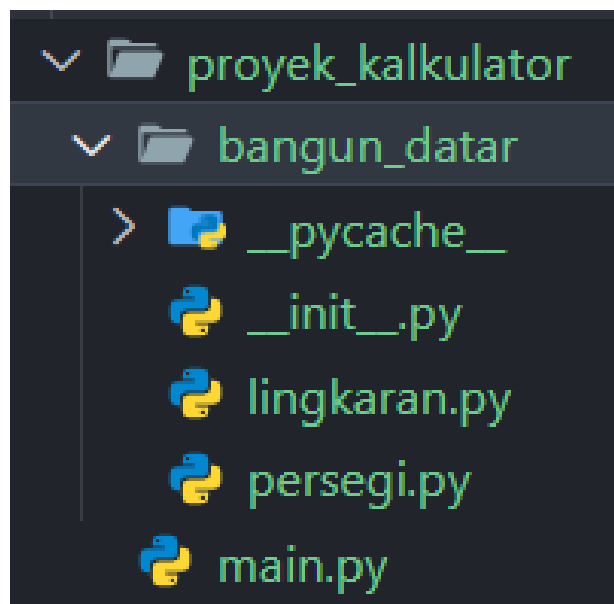 proyek_kalkulator
bangun_datar
__pycache__
__init__.py
lingkaran.py
persegi.py
main.py